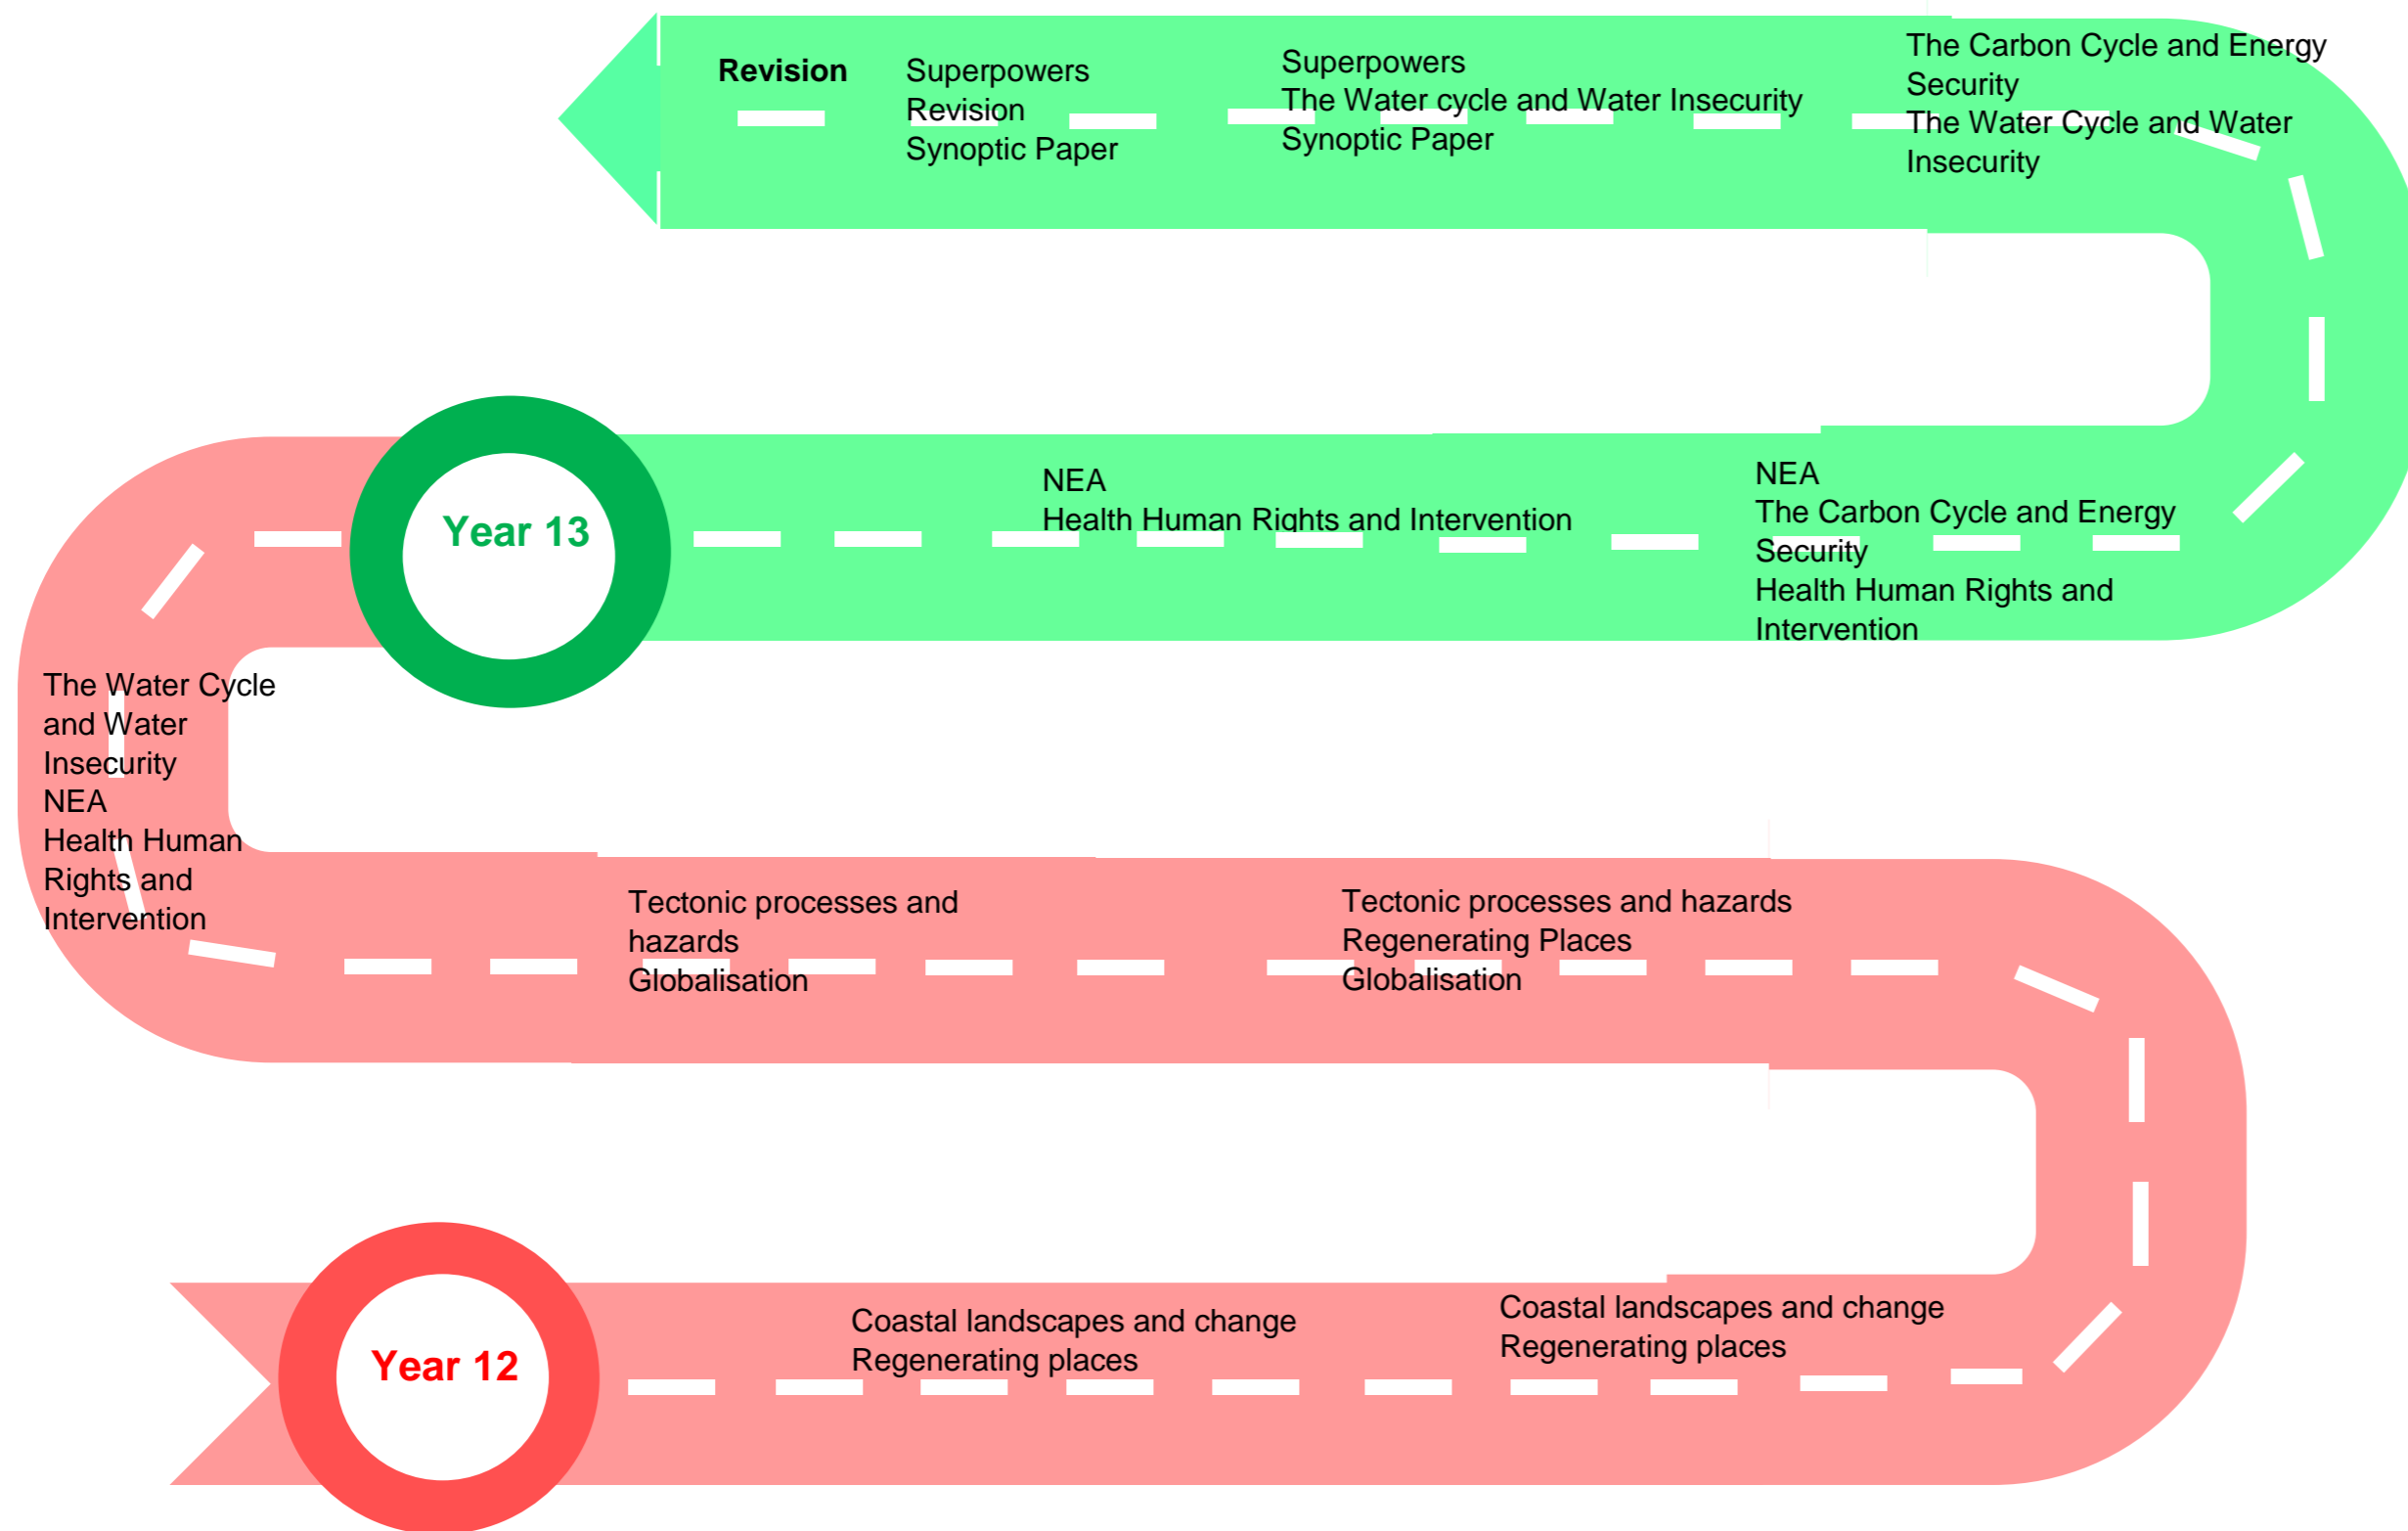 Revision
Superpowers
Revision
Synoptic Paper
Superpowers
The Water cycle and Water Insecurity
Synoptic Paper
The Carbon Cycle and Energy
Security
The Water Cycle and Water
Insecurity
Year 13
NEA
Health Human Rights and Intervention
NEA
The Carbon Cycle and Energy
Security
Health Human Rights and
Intervention
The Water Cycle
and Water
Insecurity
NEA
Health Human
Rights and
Intervention
Tectonic processes and
hazards
Globalisation
Tectonic processes and hazards
Regenerating Places
Globalisation
Year 12
Coastal landscapes and change
Regenerating places
Coastal landscapes and change
Regenerating places